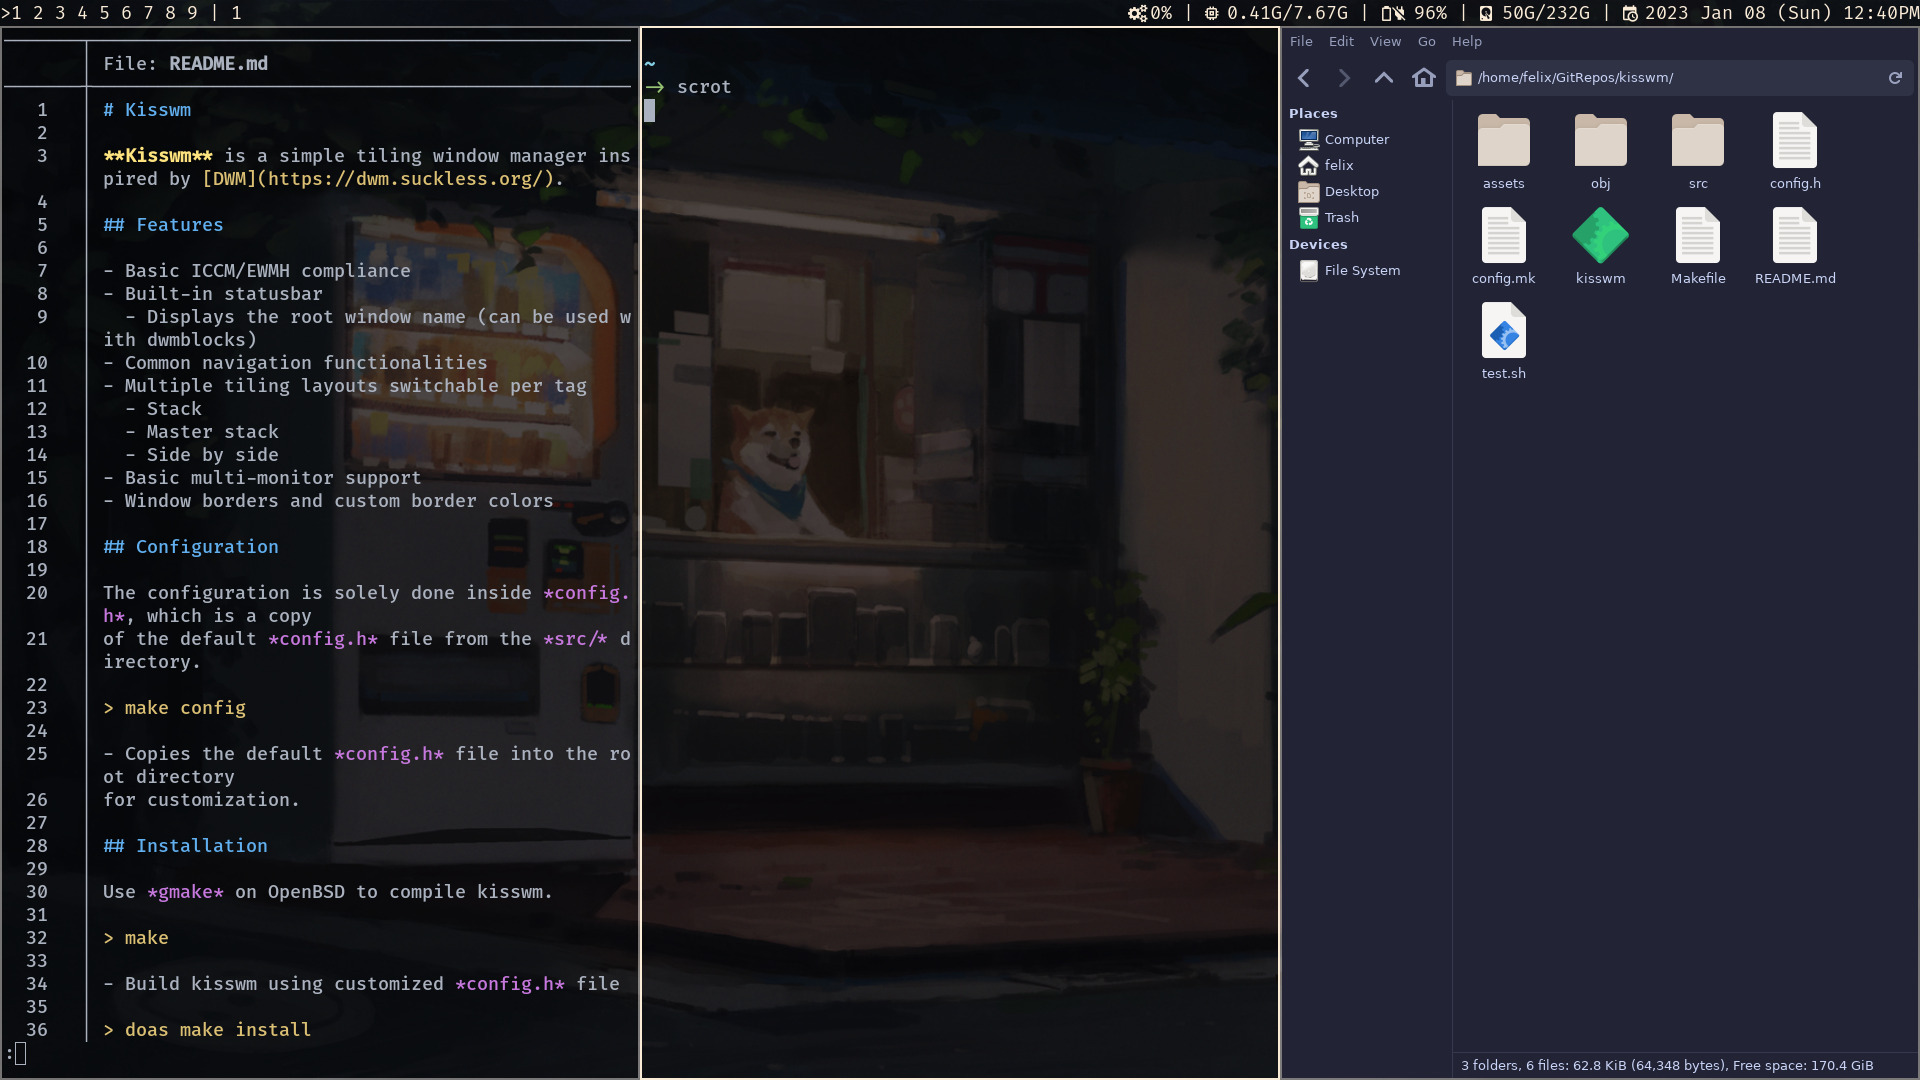 >1 2 3 4 5 6 7 8 9 | 1
0% | 0.41G/7.67G | 96% | 50G/232G | 2023 Jan 08 (Sun) 12:40PM
File: README.md
1 # Kisswm
2
3 **Kisswm** is a simple tiling window manager ins
pired by [DWM](https://dwm.suckless.org/).
4
5 ## Features
6
7 - Basic ICCM/EWMH compliance
8 - Built-in statusbar
9 - Displays the root window name (can be used w
ith dwmblocks)
10 - Common navigation functionalities
11 - Multiple tiling layouts switchable per tag
12 - Stack
13 - Master stack
14 - Side by side
15 - Basic multi-monitor support
16 - Window borders and custom border colors
17
18 ## Configuration
19
20 The configuration is solely done inside *config.
h*, which is a copy
21 of the default *config.h* file from the *src/* d
irectory.
22
23 > make config
24
25 - Copies the default *config.h* file into the ro
ot directory
26 for customization.
27
28 ## Installation
29
30 Use *gmake* on OpenBSD to compile kisswm.
31
32 > make
33
34 - Build kisswm using customized *config.h* file
35
36 > doas make install
:
~
→ scrot
File Edit View Go Help
/home/felix/GitRepos/kisswm/
Places
Computer
felix
Desktop
Trash
Devices
File System
assets obj src config.h
config.mk kisswm Makefile README.md
test.sh
3 folders, 6 files: 62.8 KiB (64,348 bytes), Free space: 170.4 GiB